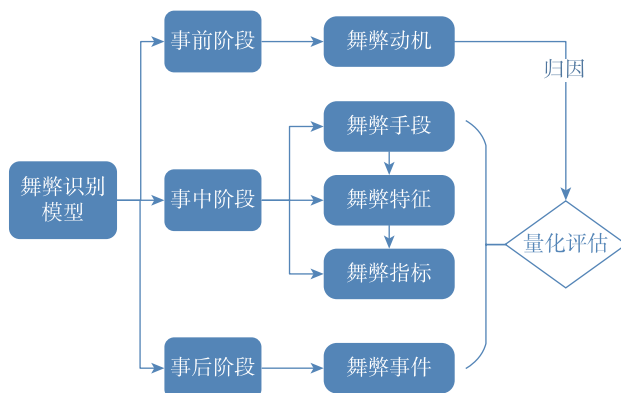 事前阶段
舞弊动机
归因
舞弊手段
舞弊识别
模型
事中阶段
舞弊特征
量化评估
舞弊指标
事后阶段
舞弊事件